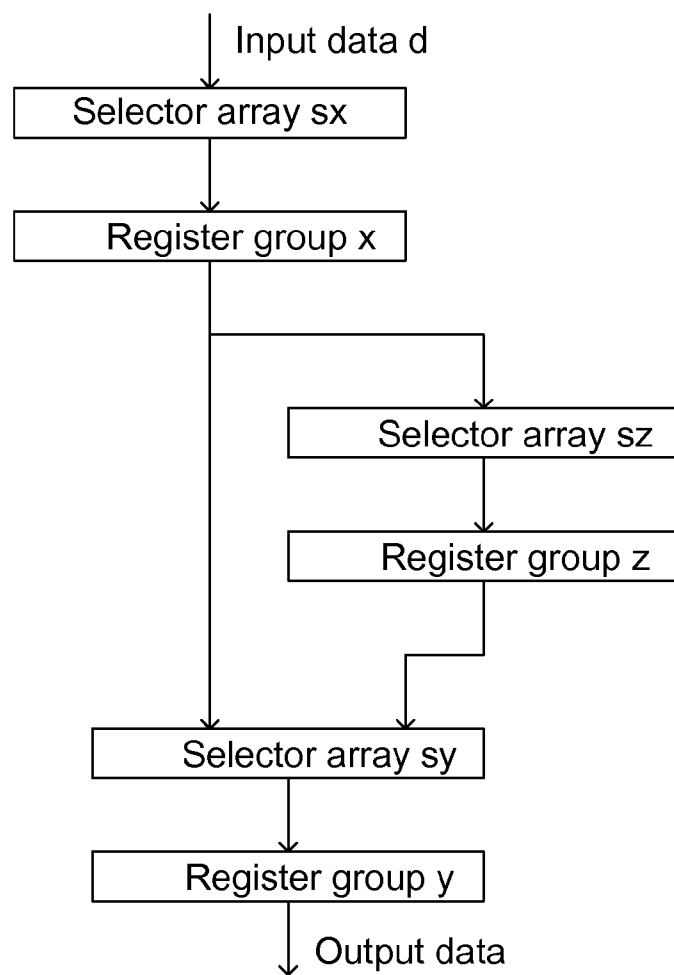 Input data d
Selector array sx
Register group x
Selector array sz
Register group z
Selector array sy
Register group y
Output data